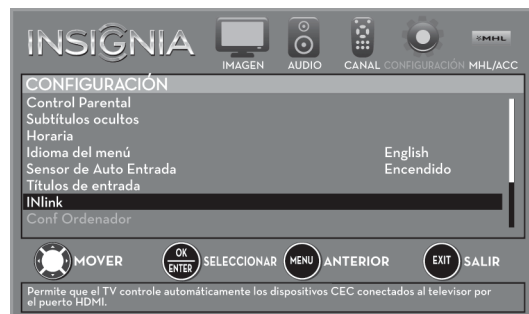 INSIGNIA
IMAGEN AUDIO CANAL CONFIGURACIÓN MHL/ACC
MHL
CONFIGURACIÓN
Control Parental
Subtítulos ocultos
Horaria
Idioma del menú English
Sensor de Auto Entrada Encendido
Títulos de entrada
INlink
Conf Ordenador
MOVER OK ENTER SELECCIONAR MENU ANTERIOR EXIT SALIR
Permite que el TV controle automáticamente los dispositivos CEC conectados al televisor por
el puerto HDMI.